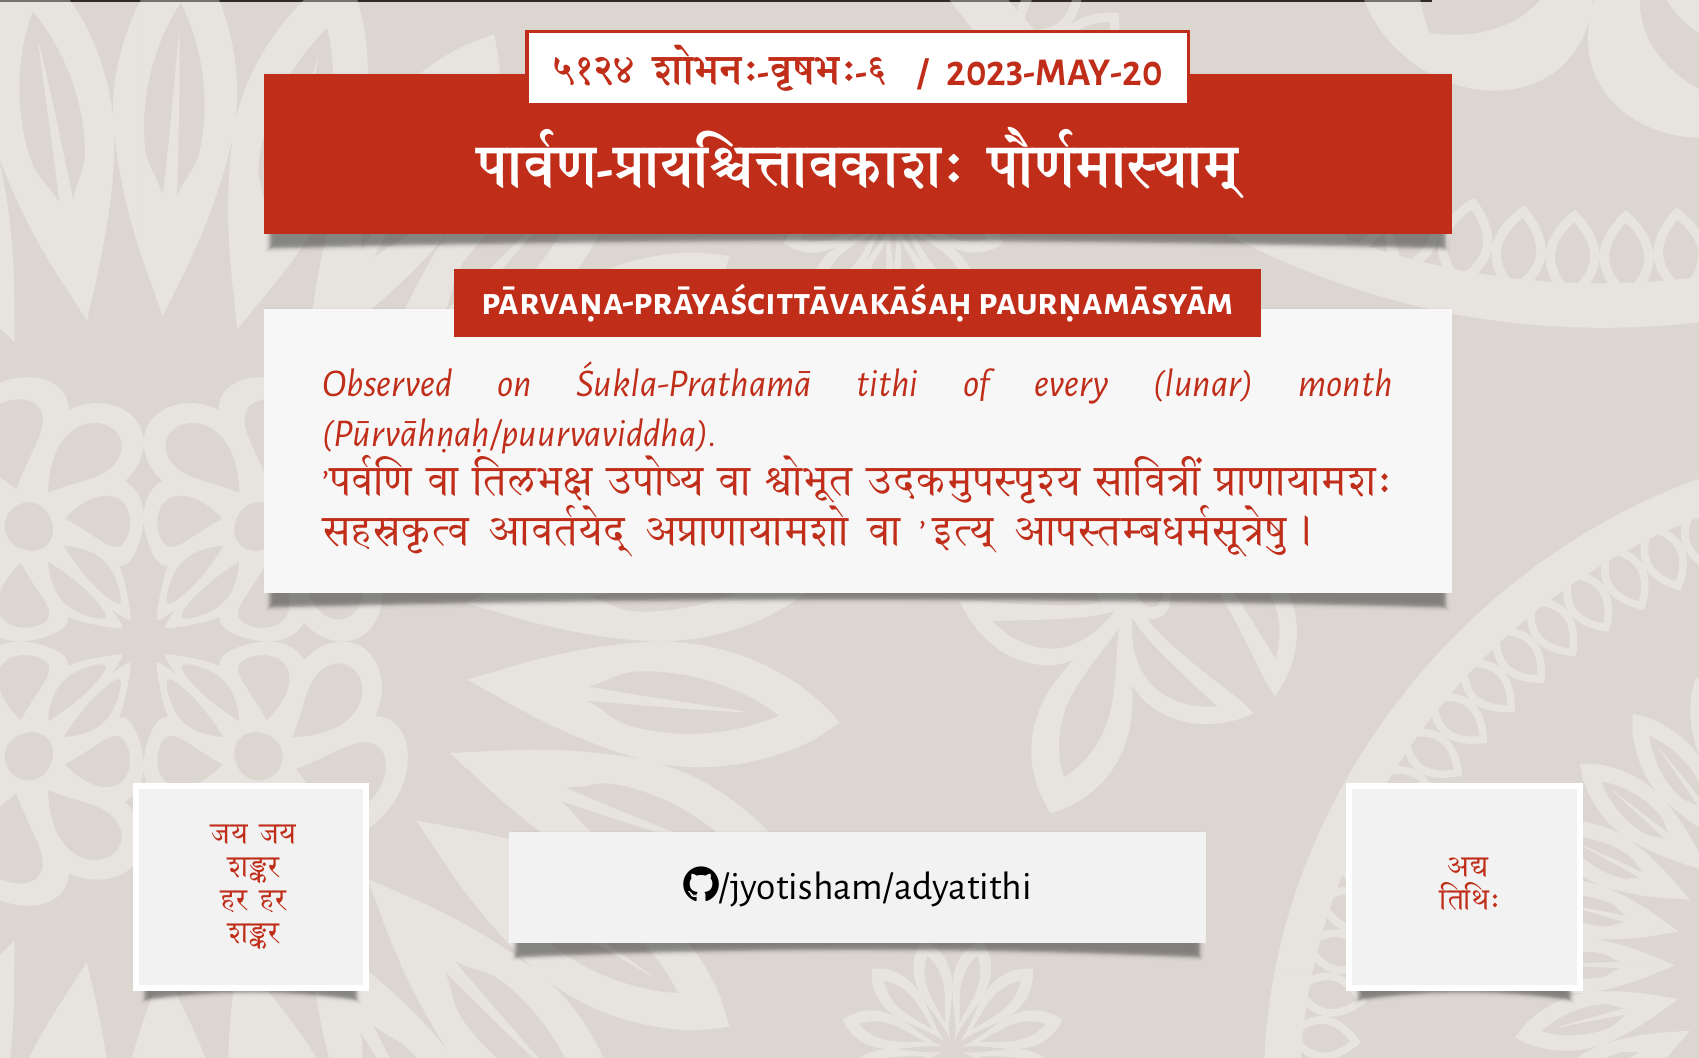 ५१२४ शोभनः-वृषभः-६ / 2023-MAY-20
पार्वण-प्रायश्चित्तावकाशः पौर्णमास्याम्
PĀRVAṆA-PRĀYAŚCITTĀVAKĀŚAḤ PAURṆAMĀSYĀM
Observed on Śukla-Prathamā tithi of every (lunar) month
(Pūrvāhṇaḥ/puurvaviddha).
’पर्वणि वा तिलभक्ष उपोष्य वा श्वोभूत उदकमुपस्पृश्य सावित्रीं प्राणायामशः
सहस्रकृत्व आवर्तयेद् अप्राणायामशो वा ’ इत्य् आपस्तम्बधर्मसूत्रेषु।
जय जय
शङ्कर
हर हर
शङ्कर
/jyotisham/adyatithi
अद्य
तिथिः